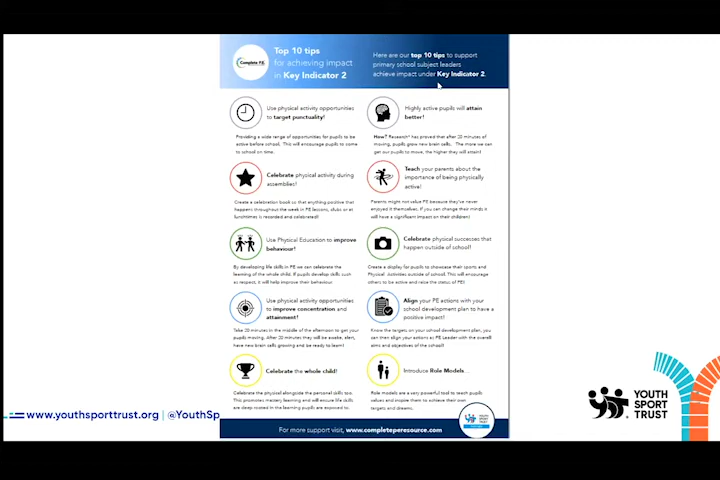 Complete P.E.
Top 10 tips
for achieving impact
in Key Indicator 2
Here are our top 10 tips to support
primary school subject leaders
achieve impact under Key Indicator 2.
Use physical activity opportunities
to target punctuality!
Providing a wide range of opportunities for pupils to be
active before school. This will encourage pupils to come
to school on time.
Highly active pupils will attain
better!
How? Research* has proved that after 20 minutes of
moving, pupils grow new brain cells. The more we can
get our pupils to move, the higher they will attain!
Celebrate physical activity during
assemblies!
Create a celebration book so that anything positive that
happens throughout the week in PE lessons, clubs or at
lunchtimes is recorded and celebrated!
Teach your parents about the
importance of being physically
active!
Parents might not value PE because they've never
enjoyed it themselves. If you can change their minds it
will have a significant impact on their children!
Use Physical Education to improve
behaviour!
By developing life skills in PE we can celebrate the
learning of the whole child. If pupils develop skills such
as respect, it will help improve their behaviour.
Celebrate physical successes that
happen outside of school!
Create a display for pupils to showcase their sports and
Physical Activities outside of school. This will encourage
others to be active and raise the status of PE!
Use physical activity opportunities
to improve concentration and
attainment!
Take 20 minutes in the middle of the afternoon to get your
pupils moving. After 20 minutes they will be awake, alert,
have new brain cells growing and be ready to learn!
Align your PE actions with your
school development plan to have a
positive impact!
Know the targets on your school development plan, you
can then align your actions as PE Leader with the overall
aims and objectives of the school!
Celebrate the whole child!
Celebrate the physical alongside the personal skills too.
This promotes mastery learning and will ensure life skills
are deep rooted in the learning pupils are exposed to.
Introduce Role Models...
Role models are a very powerful tool to teach pupils
values and inspire them to achieve their own
targets and dreams.
For more support visit, www.completeperesource.com
www.youthsporttrust.org | @YouthSp
YOUTH
SPORT
TRUST